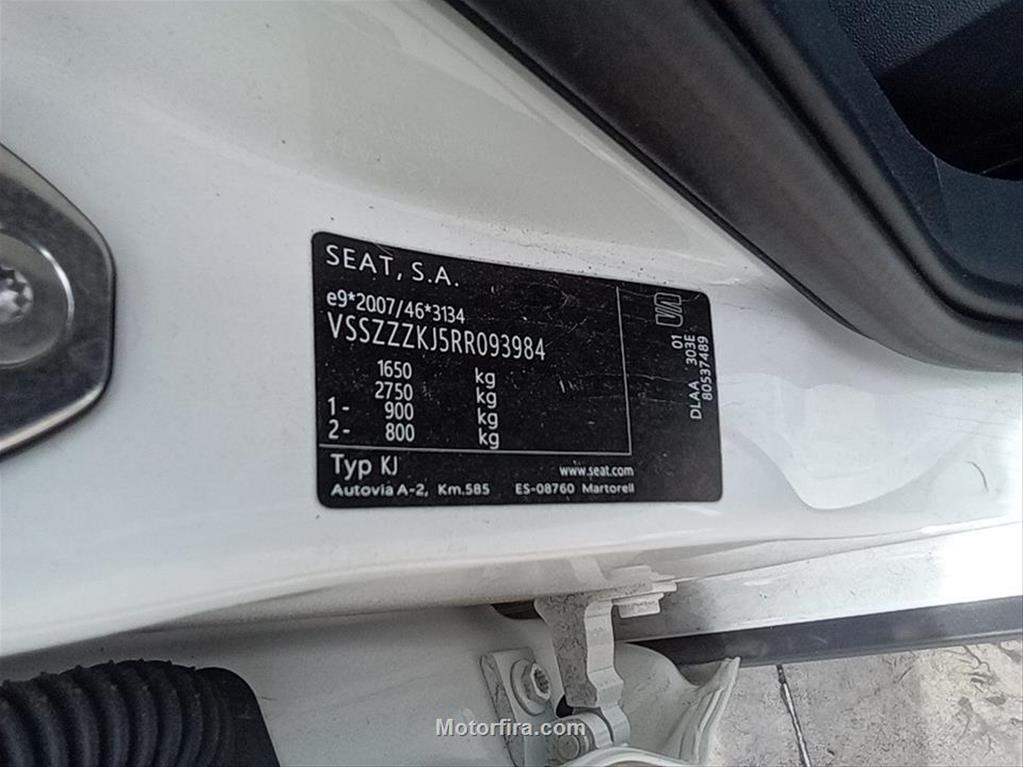 SEAT, S.A.
e9*2007/46*3134
VSSZZZKJ5RR093984
1650 kg
2750 kg
1- 900 kg
2- 800 kg
Typ KJ www.seat.com
Autovia A-2, Km.585 ES-08760 Martorell
01
DLAA 303E
80537489
Motorfira.com